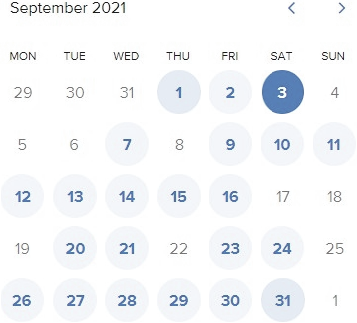 September 2021
MON TUE WED THU FRI SAT SUN
29 30 31 1 2 3 4
5 6 7 8 9 10 11
12 13 14 15 16 17 18
19 20 21 22 23 24 25
26 27 28 29 30 31 1